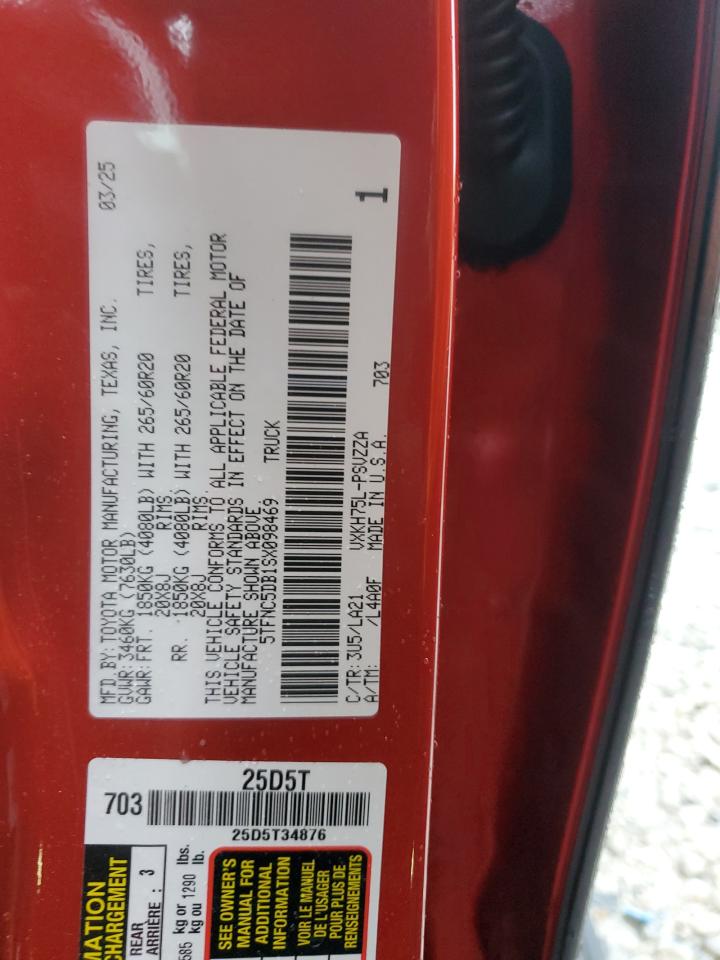 MFD BY: TOYOTA MOTOR MANUFACTURING, TEXAS, INC. 03/25
GVWR: 3460KG (7630LB)
GAWR: FRT. 1850KG (4080LB) WITH 265/60R20 TIRES,
20X8J RIMS.
RR. 1850KG (4080LB) WITH 265/60R20 TIRES,
20X8J RIMS.
THIS VEHICLE CONFORMS TO ALL APPLICABLE FEDERAL MOTOR
VEHICLE SAFETY STANDARDS IN EFFECT ON THE DATE OF
MANUFACTURE SHOWN ABOVE.
5TFNC5DB1SX098469 TRUCK
C/TR: 3U5/LA21 VXKH75L-PSVZZA
A/TM: /L4A0F MADE IN U.S.A. 703
1
25D5T
703
25D5T34876
MATION
CHARGEMENT
REAR
ARRIÈRE : 3
585 kg or 1290 lbs.
kg ou lb.
SEE OWNER'S
MANUAL FOR
ADDITIONAL
INFORMATION
VOIR LE MANUEL
DE L'USAGER
POUR PLUS DE
RENSEIGNEMENTS